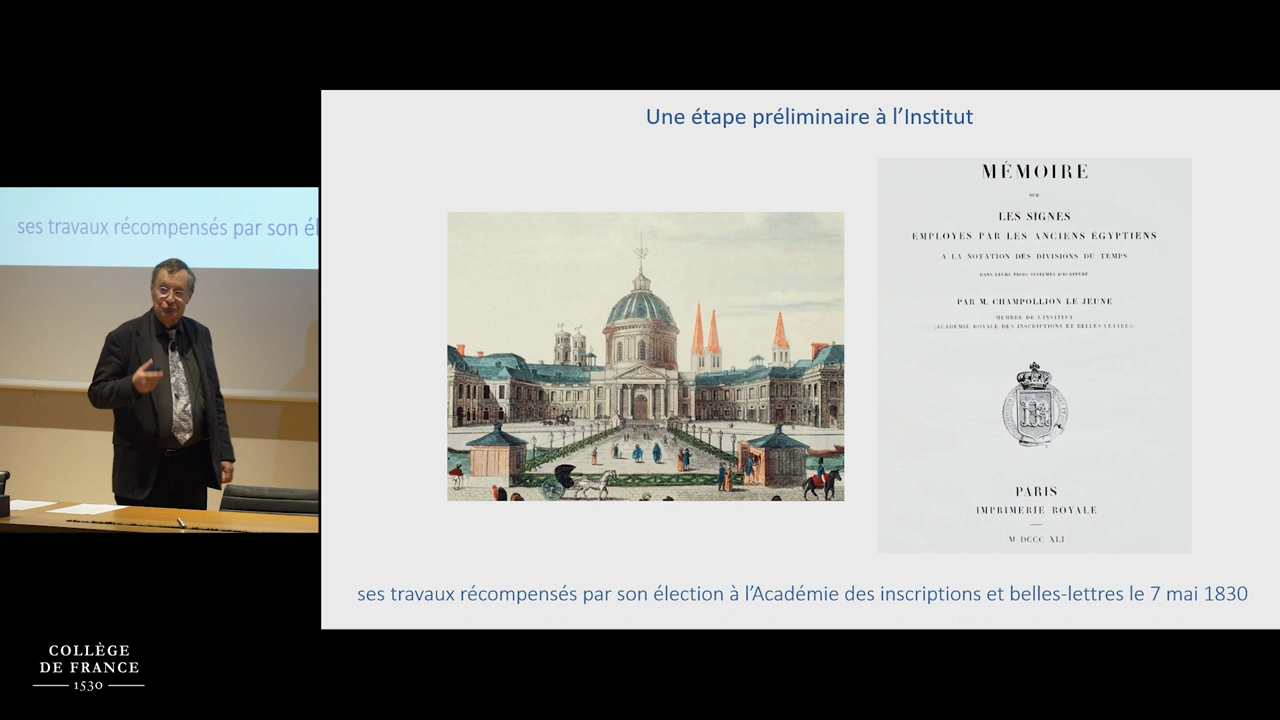 Une étape préliminaire à l’Institut
ses travaux récompensés par son él
MÉMOIRE
SUR
LES SIGNES
EMPLOYÉS PAR LES ANCIENS ÉGYPTIENS
A LA NOTATION DES DIVISIONS DU TEMPS
DANS LEURS TROIS SYSTÈMES D'ÉCRITURE
PAR M. CHAMPOLLION LE JEUNE
MEMBRE DE L'INSTITUT
(ACADÉMIE ROYALE DES INSCRIPTIONS ET BELLES-LETTRES)
PARIS
IMPRIMERIE ROYALE
M DCCC XLI
ses travaux récompensés par son élection à l’Académie des inscriptions et belles-lettres le 7 mai 1830
COLLÈGE
DE FRANCE
1530